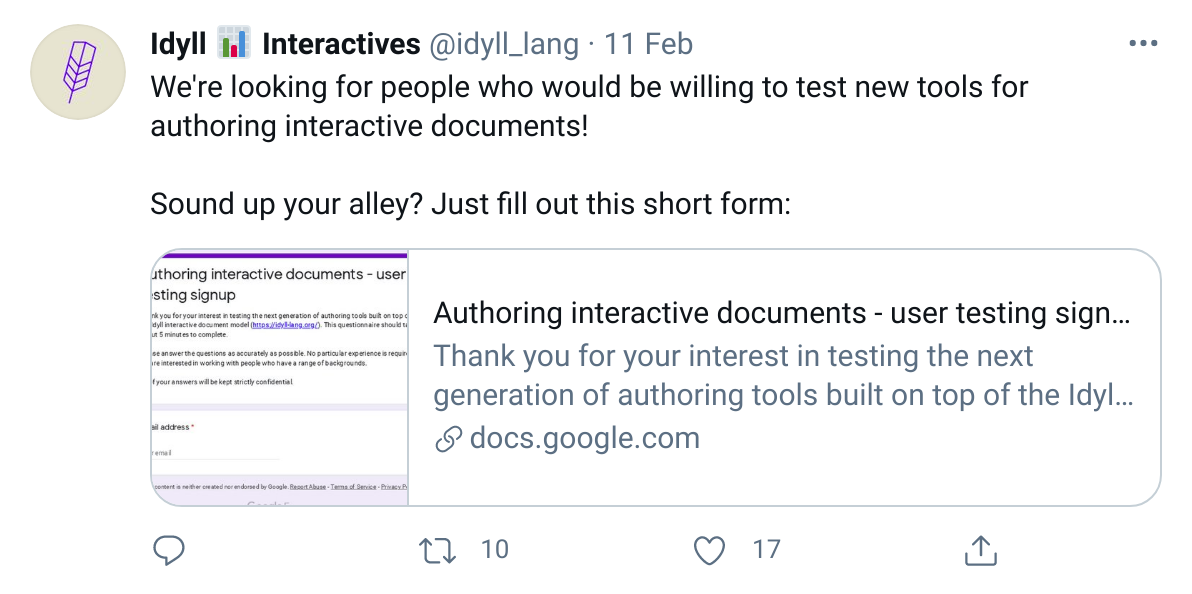 Idyll 📊 Interactives @idyll_lang · 11 Feb
We're looking for people who would be willing to test new tools for
authoring interactive documents!
Sound up your alley? Just fill out this short form:
uthoring interactive documents - user
sting signup
nk you for your interest in testing the next generation of authoring tools built on top o
dyll interactive document model (https://idyll-lang.org/). This questionnaire should ta
ut 5 minutes to complete.
se answer the questions as accurately as possible. No particular experience is requir
re interested in working with people who have a range of backgrounds.
f your answers will be kept strictly confidential.
ail address *
r email
content is neither created nor endorsed by Google. Report Abuse - Terms of Service - Privacy P
Authoring interactive documents - user testing sign…
Thank you for your interest in testing the next
generation of authoring tools built on top of the Idyl…
docs.google.com
10 17